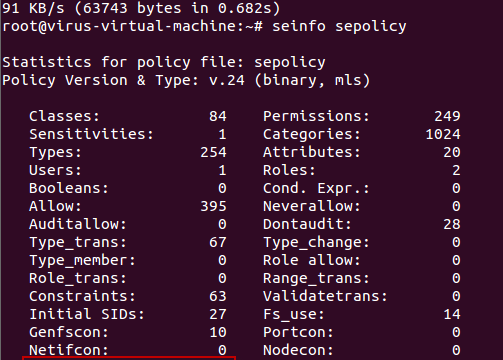 91 KB/s (63743 bytes in 0.682s)
root@virus-virtual-machine:~# seinfo sepolicy
Statistics for policy file: sepolicy
Policy Version & Type: v.24 (binary, mls)
Classes: 84 Permissions: 249
Sensitivities: 1 Categories: 1024
Types: 254 Attributes: 20
Users: 1 Roles: 2
Booleans: 0 Cond. Expr.: 0
Allow: 395 Neverallow: 0
Auditallow: 0 Dontaudit: 28
Type_trans: 67 Type_change: 0
Type_member: 0 Role allow: 0
Role_trans: 0 Range_trans: 0
Constraints: 63 Validatetrans: 0
Initial SIDs: 27 Fs_use: 14
Genfscon: 10 Portcon: 0
Netifcon: 0 Nodecon: 0